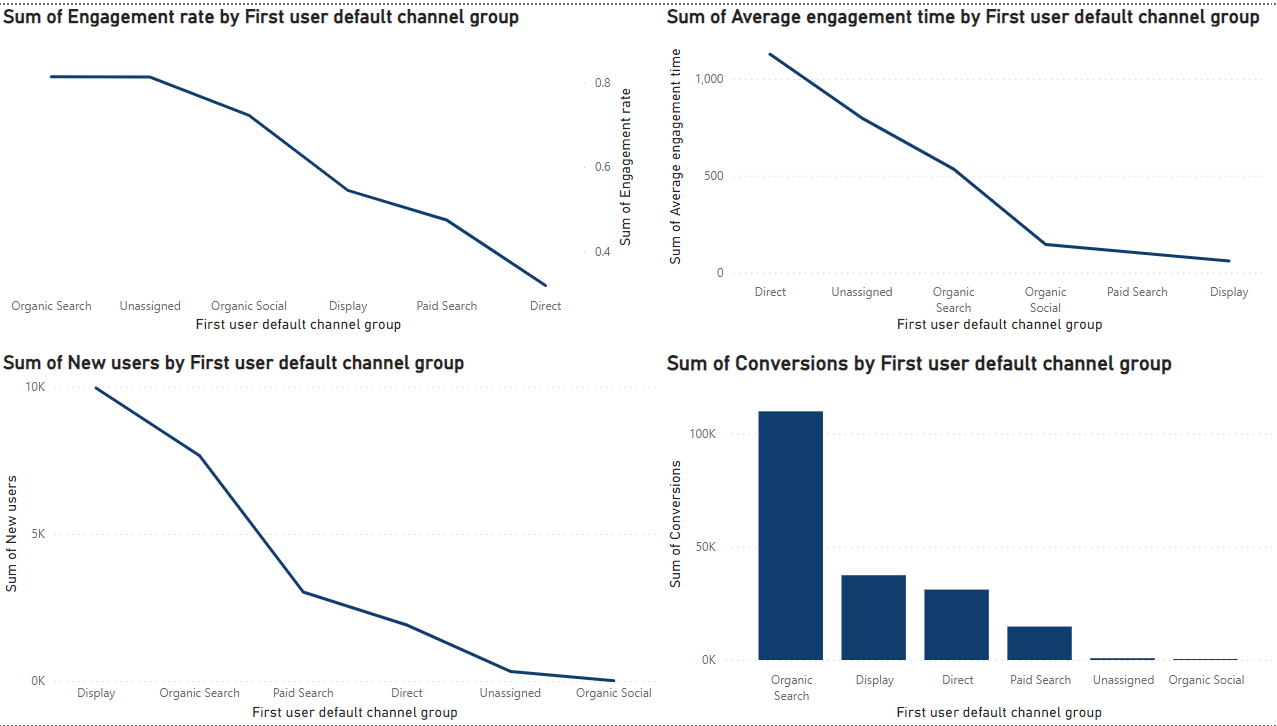 Sum of Engagement rate by First user default channel group
0.8
0.6
0.4
Sum of Engagement rate
Organic Search Unassigned Organic Social Display Paid Search Direct
First user default channel group
Sum of Average engagement time by First user default channel group
Sum of Average engagement time
1,000
500
0
Direct Unassigned Organic Search Organic Social Paid Search Display
First user default channel group
Sum of New users by First user default channel group
Sum of New users
10K
5K
0K
Display Organic Search Paid Search Direct Unassigned Organic Social
First user default channel group
Sum of Conversions by First user default channel group
Sum of Conversions
100K
50K
0K
Organic Search Display Direct Paid Search Unassigned Organic Social
First user default channel group